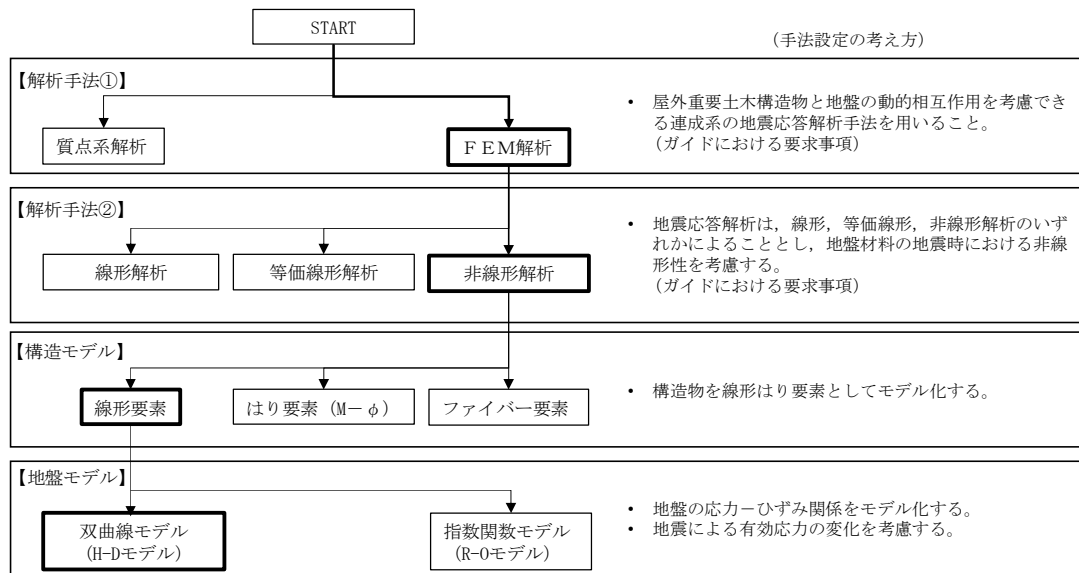 START
(手法設定の考え方)
【解析手法①】
質点系解析
FEM解析
・ 屋外重要土木構造物と地盤の動的相互作用を考慮でき
る連成系の地震応答解析手法を用いること。
(ガイドにおける要求事項)
【解析手法②】
線形解析
等価線形解析
非線形解析
・ 地震応答解析は，線形，等価線形，非線形解析のいず
れかによることとし，地盤材料の地震時における非線
形性を考慮する。
(ガイドにおける要求事項)
【構造モデル】
線形要素
はり要素（M－φ）
ファイバー要素
・ 構造物を線形はり要素としてモデル化する。
【地盤モデル】
双曲線モデル
(H-Dモデル)
指数関数モデル
(R-Oモデル)
・ 地盤の応力－ひずみ関係をモデル化する。
・ 地震による有効応力の変化を考慮する。